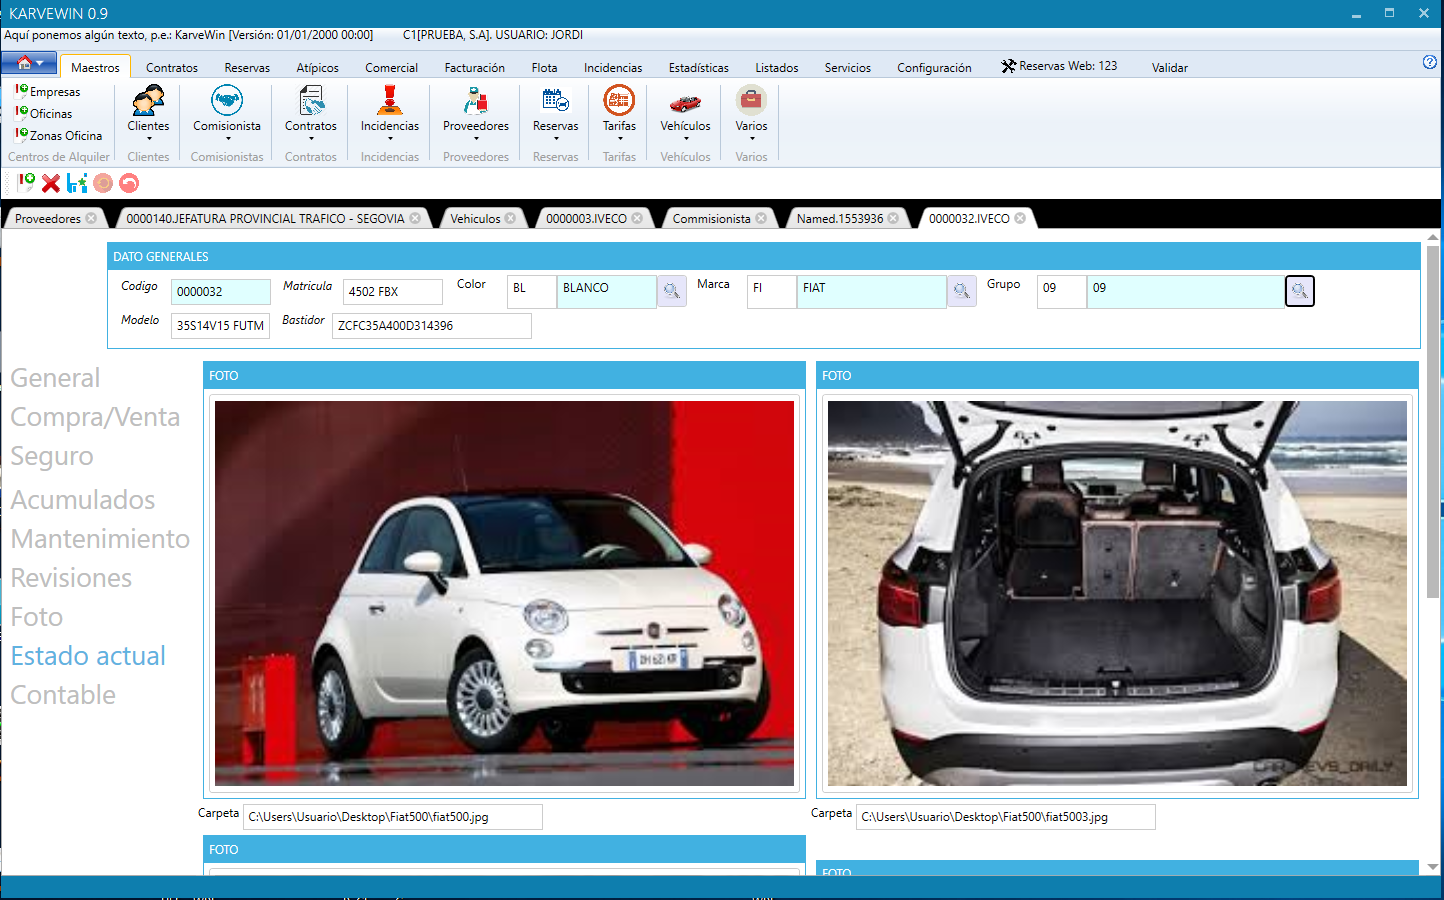 KARVEWIN 0.9
Aquí ponemos algún texto, p.e.: KarveWin [Versión: 01/01/2000 00:00] C1[PRUEBA, S.A]. USUARIO: JORDI
Maestros Contratos Reservas Atípicos Comercial Facturación Flota Incidencias Estadísticas Listados Servicios Configuración Reservas Web: 123 Validar
Empresas
Oficinas
Zonas Oficina
Clientes Comisionista Contratos Incidencias Proveedores Reservas Tarifas Vehículos Varios
Centros de Alquiler Clientes Comisionistas Contratos Incidencias Proveedores Reservas Tarifas Vehículos Varios
Proveedores 0000140.JEFATURA PROVINCIAL TRAFICO - SEGOVIA Vehiculos 0000003.IVECO Commisionista Named.1553936 0000032.IVECO
DATO GENERALES
Codigo 0000032 Matricula 4502 FBX Color BL BLANCO Marca FI FIAT Grupo 09 09
Modelo 35S14V15 FUTM Bastidor ZCFC35A400D314396
General
Compra/Venta
Seguro
Acumulados
Mantenimiento
Revisiones
Foto
Estado actual
Contable
FOTO
Carpeta C:\Users\Usuario\Desktop\Fiat500\fiat500.jpg
FOTO
Carpeta C:\Users\Usuario\Desktop\Fiat500\fiat5003.jpg
FOTO
FOTO